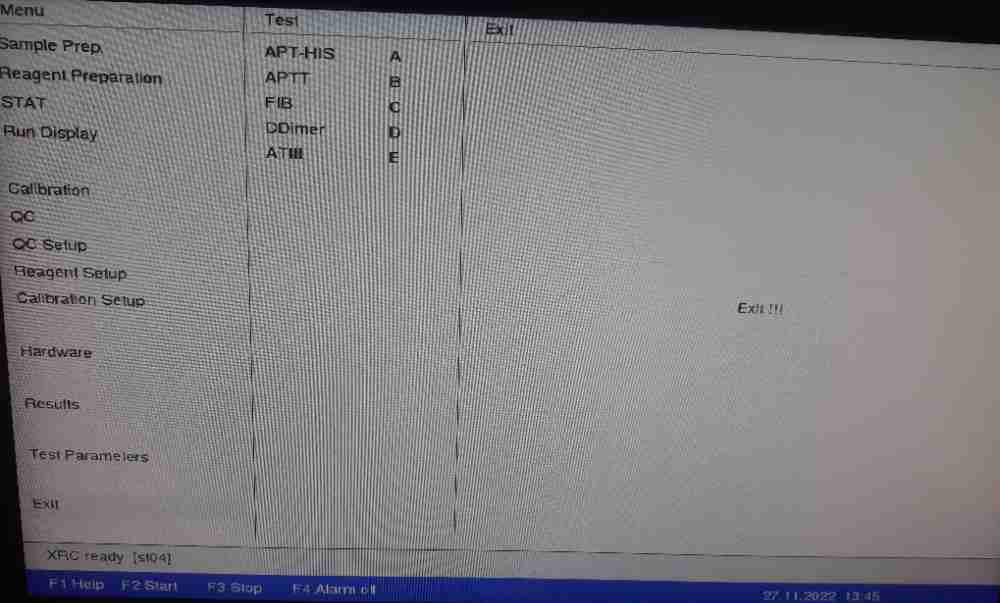 Menu
Sample Prep.
Reagent Preparation
STAT
Run Display
Calibration
QC
QC Setup
Reagent Setup
Calibration Setup
Hardware
Results
Test Parameters
Exit
Test
APT-HIS A
APTT B
FIB C
DDimer D
ATIII E
Exit
Exit !!!
XRC ready [st04]
F1 Help F2 Start F3 Stop F4 Alarm off
27.11.2022 13:45